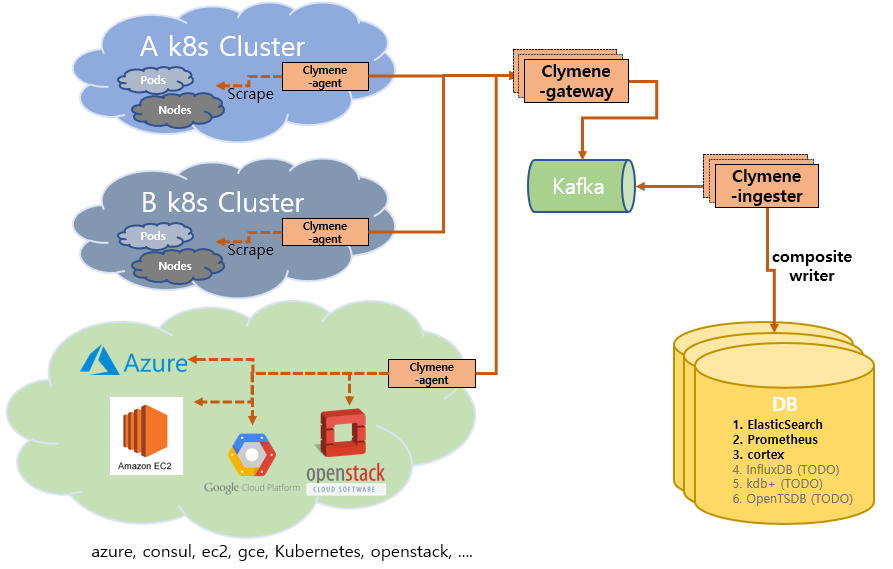 A k8s Cluster
Pods
Nodes
Scrape
Clymene
-agent
B k8s Cluster
Pods
Nodes
Scrape
Clymene
-agent
Azure
Amazon EC2
Google Cloud Platform
openstack
CLOUD SOFTWARE
Clymene
-agent
azure, consul, ec2, gce, Kubernetes, openstack, ....
Clymene
-gateway
Kafka
Clymene
-ingester
composite
writer
DB
1. ElasticSearch
2. Prometheus
3. cortex
4. InfluxDB (TODO)
5. kdb+ (TODO)
6. OpenTSDB (TODO)